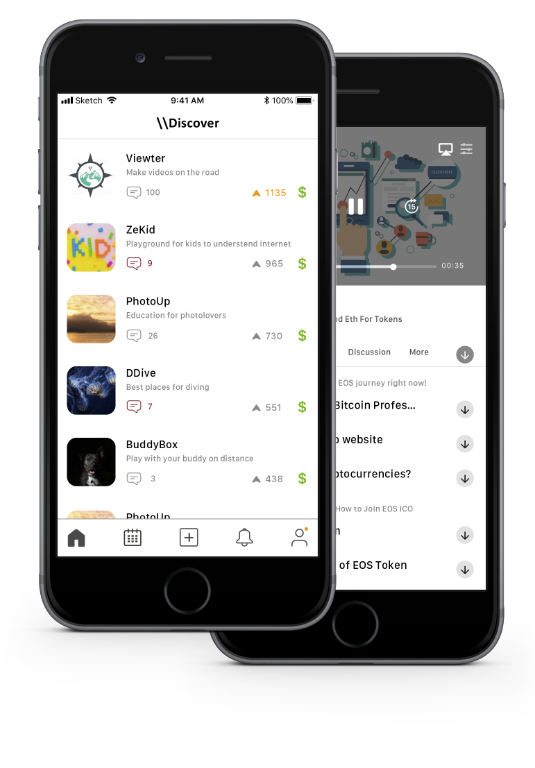 Sketch 9:41 AM 100%
\\Discover
Viewter
Make videos on the road
100 1135 $
KID
ZeKid
Playground for kids to understend internet
9 965 $
PhotoUp
Education for photolovers
26 730 $
DDive
Best places for diving
7 551 $
BuddyBox
Play with your buddy on distance
3 438 $
PhotoUp
15
00:35
d Eth For Tokens
Discussion More
EOS journey right now!
Bitcoin Profes...
website
cryptocurrencies?
How to Join EOS ICO
of EOS Token